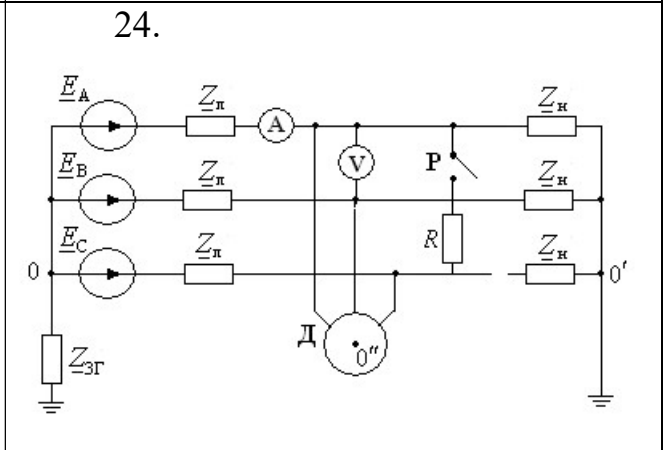 24.
E_A Z_л A Z_н
E_B Z_л V P Z_н
E_C Z_л R Z_н
0 0′
Z_ЗГ Д 0″